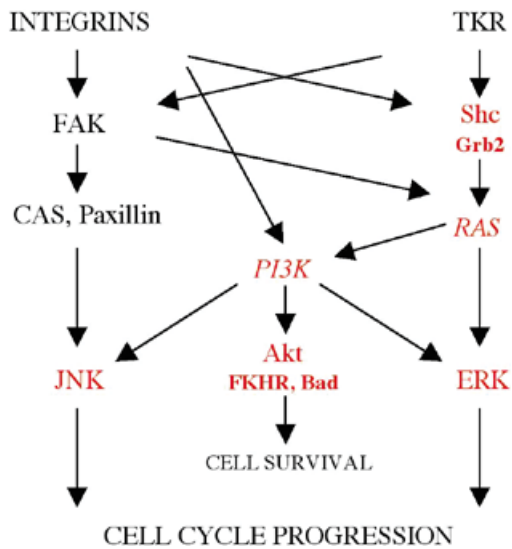 INTEGRINS TKR
FAK Shc
Grb2
CAS, Paxillin RAS
PI3K
JNK Akt ERK
FKHR, Bad
CELL SURVIVAL
CELL CYCLE PROGRESSION